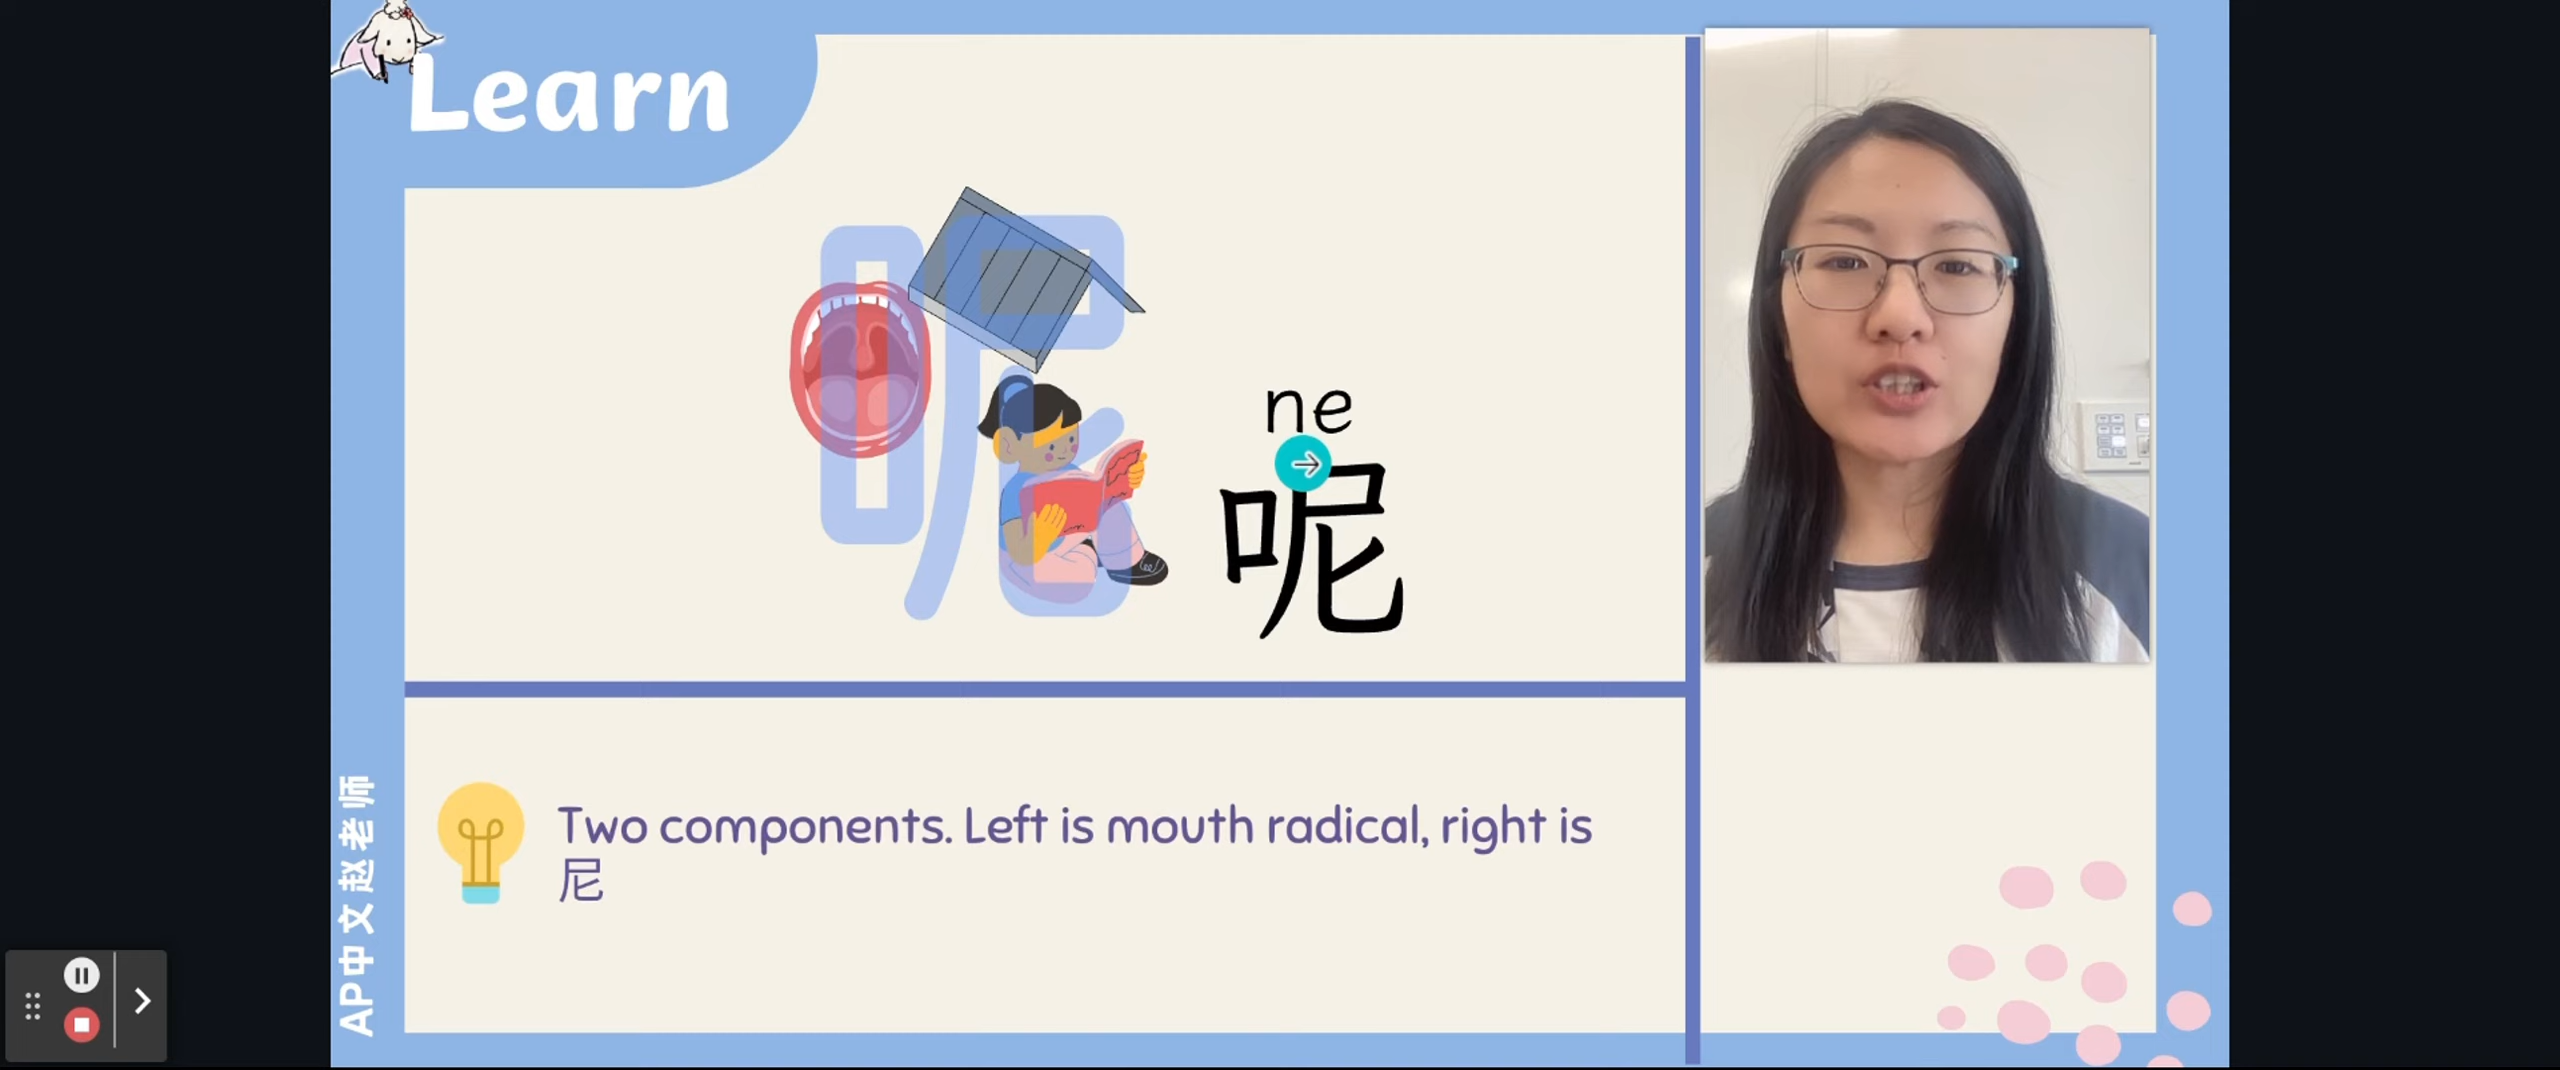 Learn
ne
呢
Two components. Left is mouth radical, right is
尼
AP中文赵老师